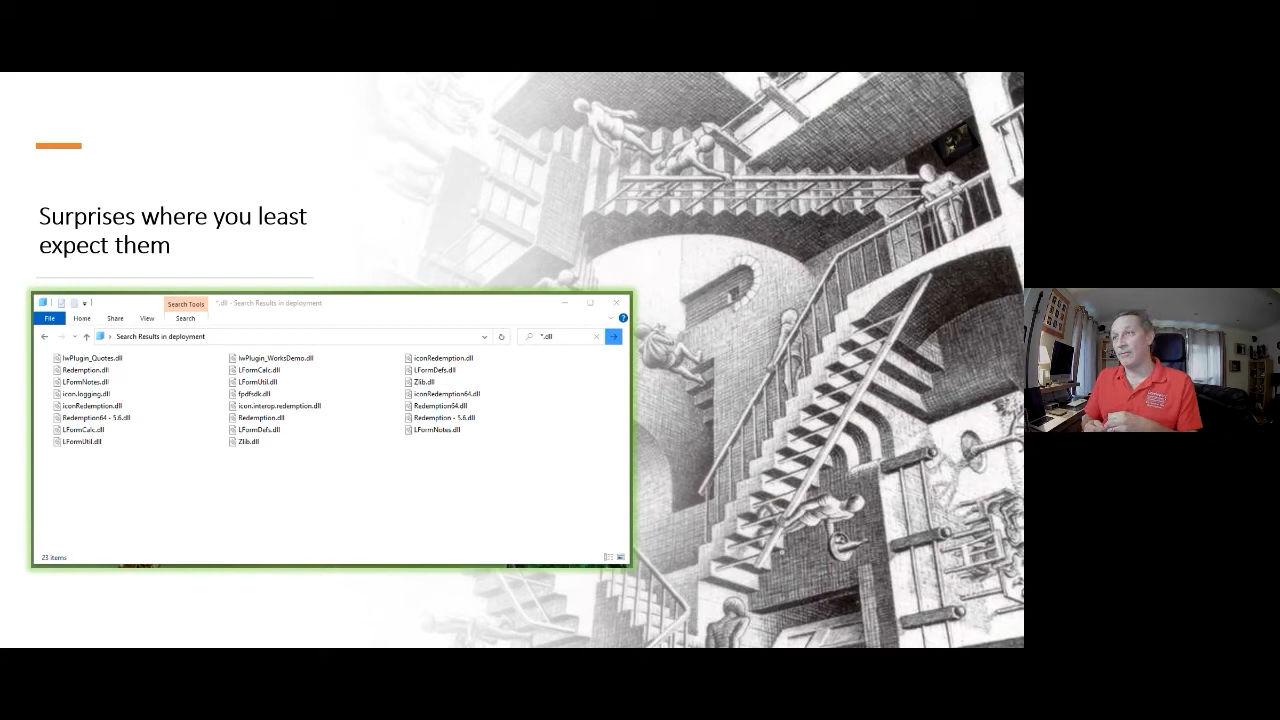 Surprises where you least
expect them
Search Tools
*.dll - Search Results in deployment
File
Home
Share
View
Search
Search Results in deployment
*.dll
lwPlugin_Quotes.dll
lwPlugin_WorksDemo.dll
iconRedemption.dll
Redemption.dll
LFormCalc.dll
LFormDefs.dll
LFormNotes.dll
LFormUtil.dll
Zlib.dll
icon.logging.dll
fpdfsdk.dll
iconRedemption64.dll
iconRedemption.dll
icon.interop.redemption.dll
Redemption64.dll
Redemption64 - 5.6.dll
Redemption.dll
Redemption - 5.6.dll
LFormCalc.dll
LFormDefs.dll
LFormNotes.dll
LFormUtil.dll
Zlib.dll
23 items